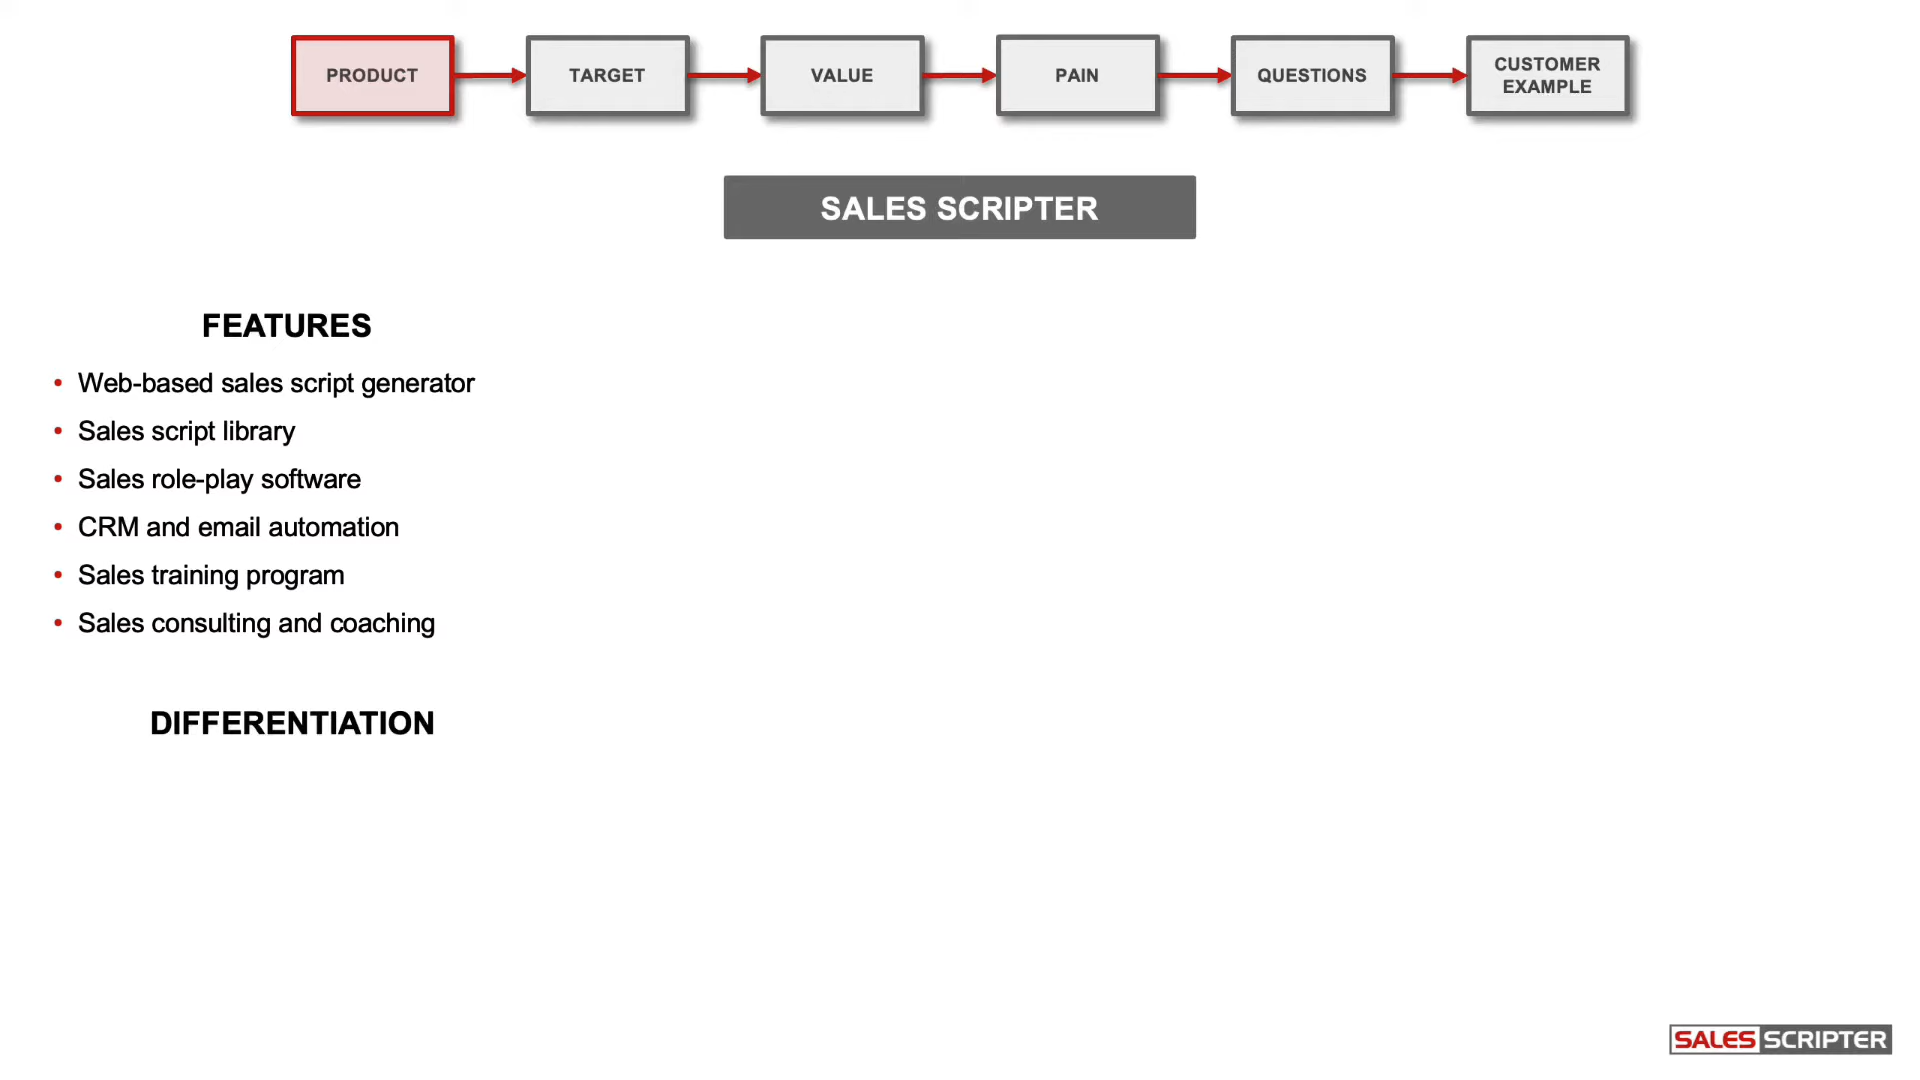 PRODUCT
TARGET
VALUE
PAIN
QUESTIONS
CUSTOMER
EXAMPLE
SALES SCRIPTER
FEATURES
• Web-based sales script generator
• Sales script library
• Sales role-play software
• CRM and email automation
• Sales training program
• Sales consulting and coaching
DIFFERENTIATION
SALES SCRIPTER